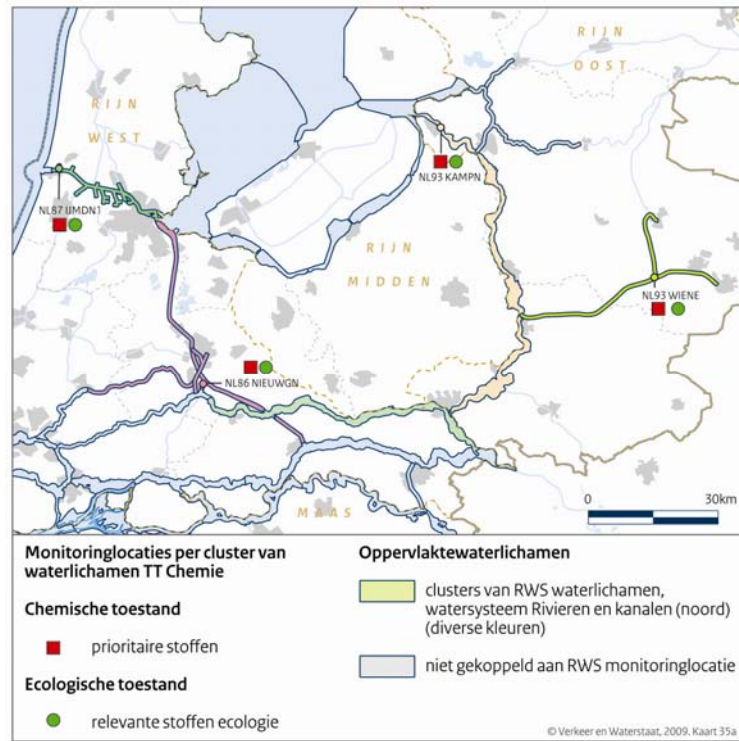 RIJN
OOST
RIJN
WEST
NL93 KAMPN
NL87 IJMDN1
RIJN
MIDDEN
NL93 WIENE
NL86 NIEUWGN
MAAS
0 30km
Monitoringlocaties per cluster van
waterlichamen TT Chemie
Chemische toestand
prioritaire stoffen
Ecologische toestand
relevante stoffen ecologie
Oppervlaktewaterlichamen
clusters van RWS waterlichamen,
watersysteem Rivieren en kanalen (noord)
(diverse kleuren)
niet gekoppeld aan RWS monitoringlocatie
© Verkeer en Waterstaat, 2009. Kaart 35a